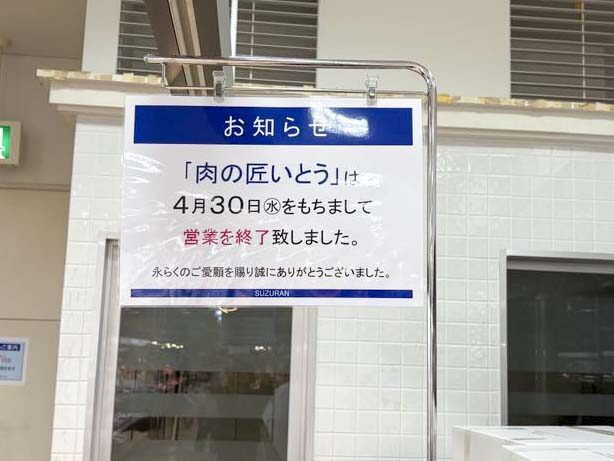 お知らせ
「肉の匠いとう」は
4月30日㊌をもちまして
営業を終了致しました。
永らくのご愛顧を賜り誠にありがとうございました。
SUZURAN
ご案内